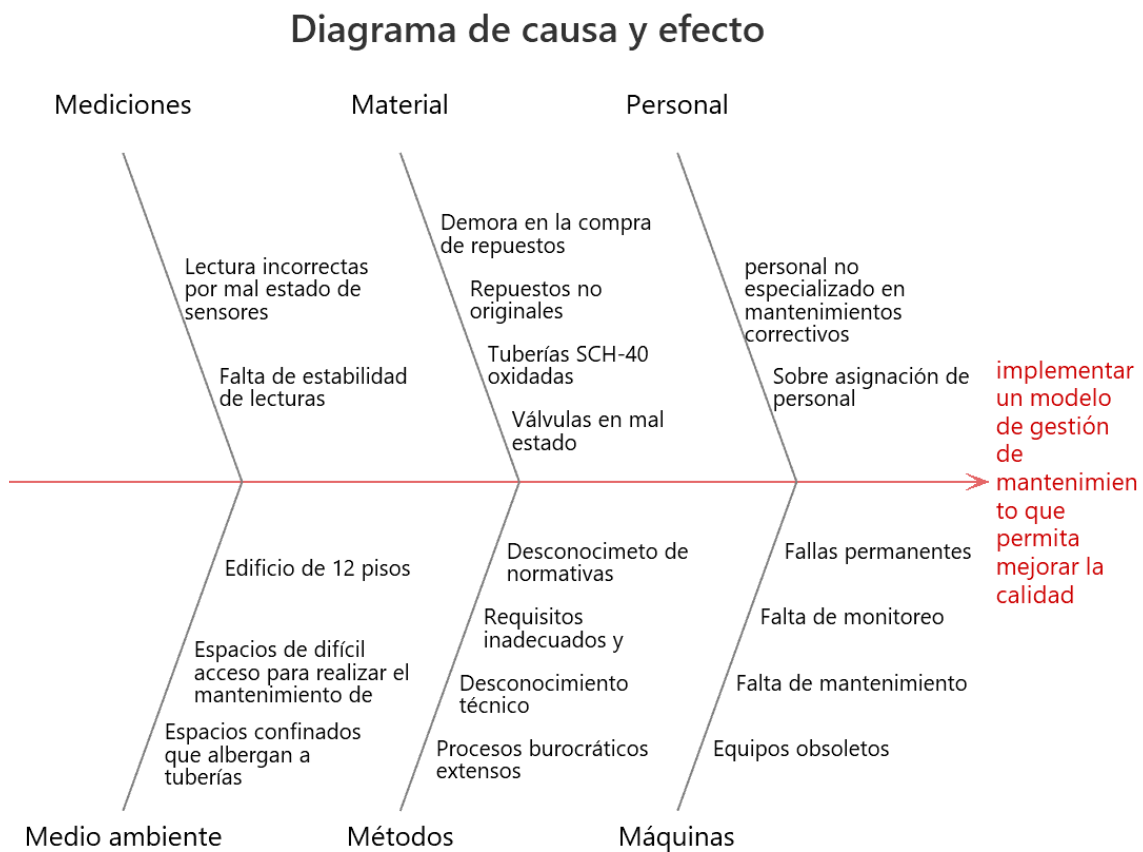 Diagrama de causa y efecto
Mediciones
Material
Personal
Lectura incorrectas
por mal estado de
sensores
Falta de estabilidad
de lecturas
Demora en la compra
de repuestos
Repuestos no
originales
Tuberías SCH-40
oxidadas
Válvulas en mal
estado
personal no
especializado en
mantenimientos
correctivos
Sobre asignación de
personal
implementar
un modelo
de gestión
de
mantenimien
to que
permita
mejorar la
calidad
Edificio de 12 pisos
Espacios de difícil
acceso para realizar el
mantenimiento de
Espacios confinados
que albergan a
tuberías
Desconocimeto de
normativas
Requisitos
inadecuados y
Desconocimiento
técnico
Procesos burocráticos
extensos
Fallas permanentes
Falta de monitoreo
Falta de mantenimiento
Equipos obsoletos
Medio ambiente
Métodos
Máquinas